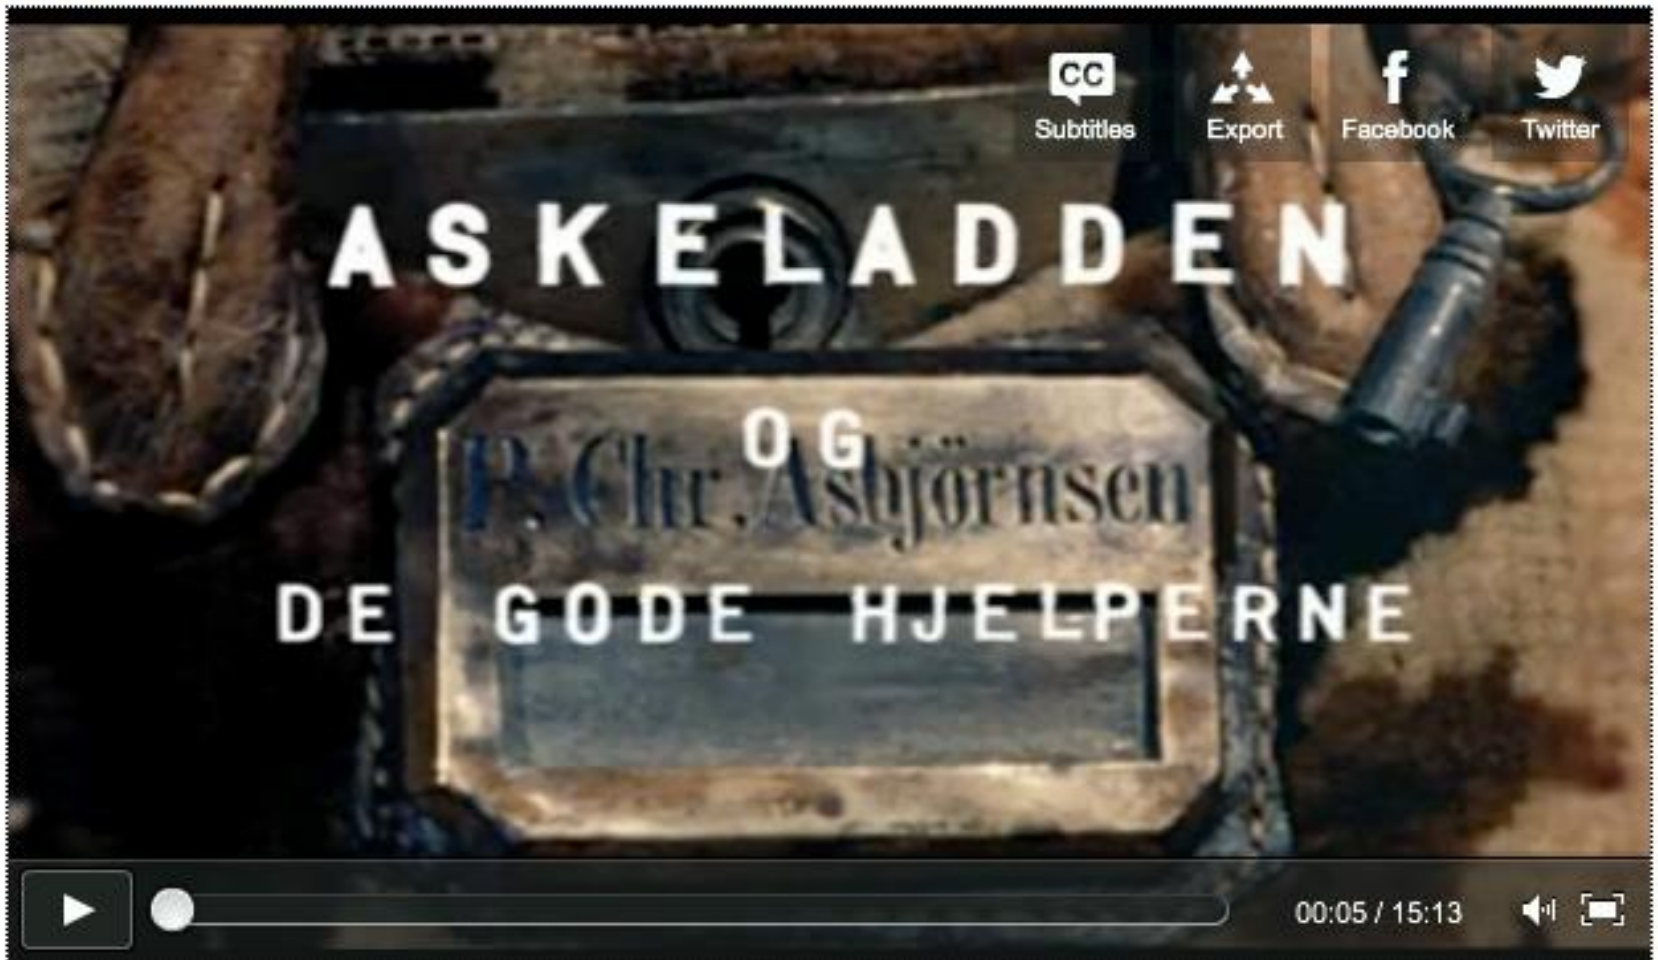 CC
Subtitles Export Facebook Twitter
ASKELADDEN
OG
P. Chr. Asbjörnsen
DE GODE HJELPERNE
00:05 / 15:13